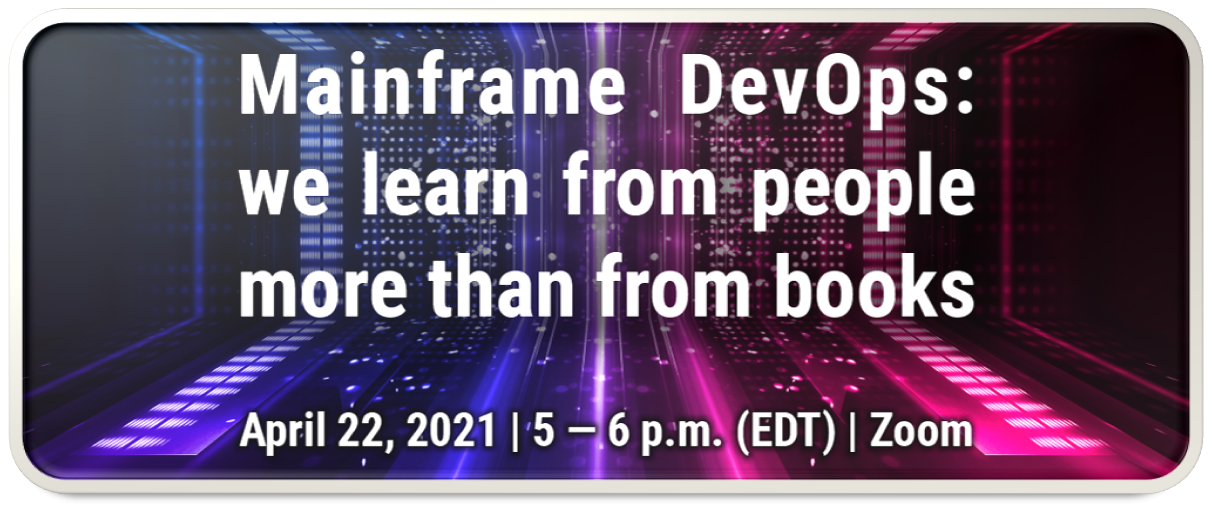 Mainframe DevOps:
we learn from people
more than from books
April 22, 2021 | 5 – 6 p.m. (EDT) | Zoom